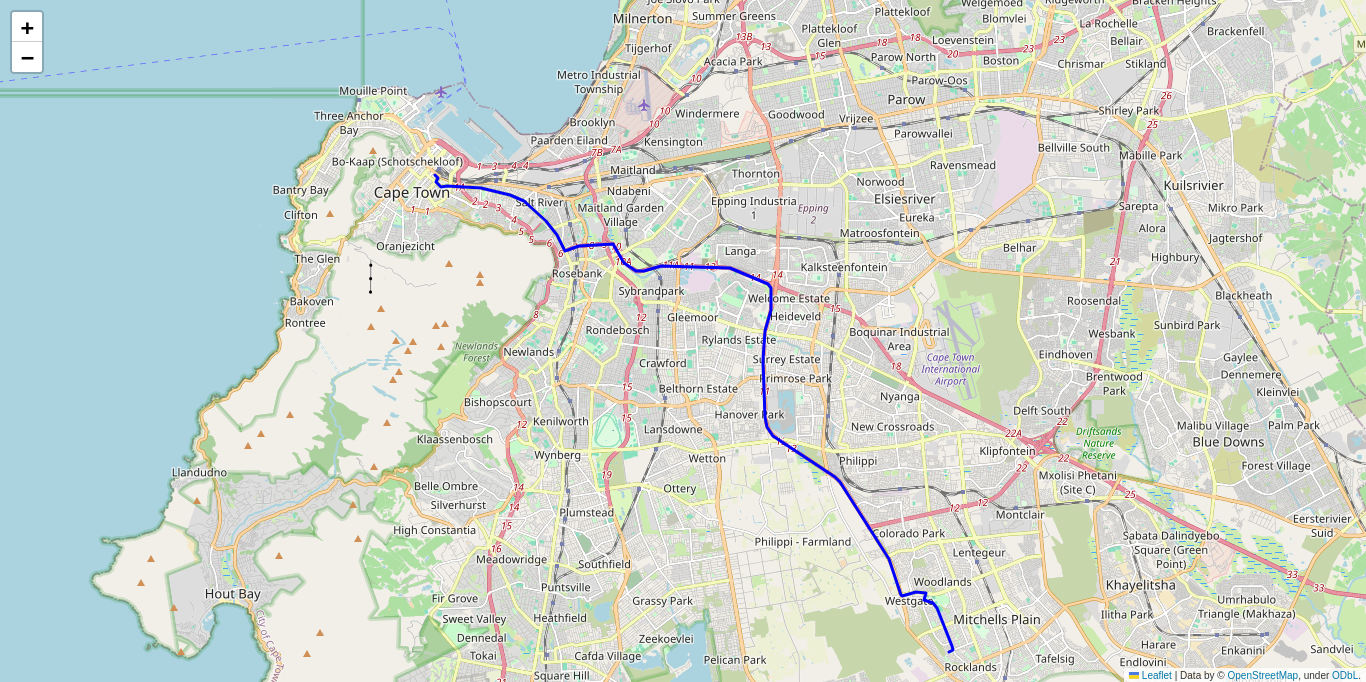 +
−
Joe Slovo Park
Milnerton
Summer Greens
Plattekloof
Welgemoed
Ridgeworth
Bracken Heights
Blomvlei
La Rochelle
Brackenfell
Tijgerhof
13B
13
Plattekloof
Glen
18
18
Loevenstein
20
23
Bellair
Acacia Park
15
Parow North
Boston
Chrismar
Stikland
Metro Industrial
Township
10
Parow-Oos
26
Mouille Point
Parow
Shirley Park
Three Anchor
Bay
Brooklyn
10
10
Windermere
Goodwood
Vrijzee
25
Parowvallei
Paarden Eiland
7B
7A
Kensington
Bellville South
Mabille Park
Bo-Kaap (Schotschekloof)
1
3
4-4
Maitland
Thornton
Ravensmead
Kuilsrivier
Bantry Bay
Cape Town
1A
Ndabeni
Norwood
Elsiesriver
Clifton
1
1
2
2
3
Salt River
Maitland Garden
Village
Epping Industria
1
Epping
2
Eureka
Sarepta
Mikro Park
4
5
5
6
Matroosfontein
Alora
Jagtershof
Oranjezicht
Langa
Belhar
The Glen
6
10A
11A
11
12
14
14
Kalksteenfontein
Highbury
Rosebank
Bakoven
Sybrandpark
Welcome Estate
Roosendal
Blackheath
Rontree
8
12
Gleemoor
Heideveld
15
Rondebosch
Boquinar Industrial
Area
Wesbank
Sunbird Park
Newlands
Forest
Newlands
Rylands Estate
Surrey Estate
Cape Town
International
Airport
Eindhoven
Gaylee
Crawford
18
Dennemere
15
Belthorn Estate
Primrose Park
Brentwood
Park
Kleinvlei
Bishopscourt
11
Nyanga
Delft South
15
Hanover Park
Kenilworth
12
Lansdowne
New Crossroads
22
22A
Malibu Village
Palm Park
Klaassenbosch
Driftsands
Nature
Reserve
Blue Downs
Wynberg
Wetton
Philippi
Klipfontein
22
22
Forest Village
Llandudno
19
Belle Ombre
14
Ottery
Mxolisi Phetani
(Site C)
25
Silverhurst
14
Plumstead
12
12
Montclair
Eersterivier
Suid
High Constantia
15
Colorado Park
Sabata Dalindyebo
Square (Green
Point)
16
Philippi - Farmland
Meadowridge
Southfield
Lentegeur
33
33
Hout Bay
Puntsville
Woodlands
Khayelitsha
Fir Grove
Grassy Park
Westgate
Umrhabulo
Triangle (Makhaza)
Sweet Valley
Heathfield
Mitchells Plain
Ilitha Park
Dennedal
Zeekoevlei
Harare
Tokai
Cafda Village
Pelican Park
Tafelsig
Enkanini
Sandvlei
Rocklands
Endlovini
Square Hill
Leaflet | Data by © OpenStreetMap, under ODbL.